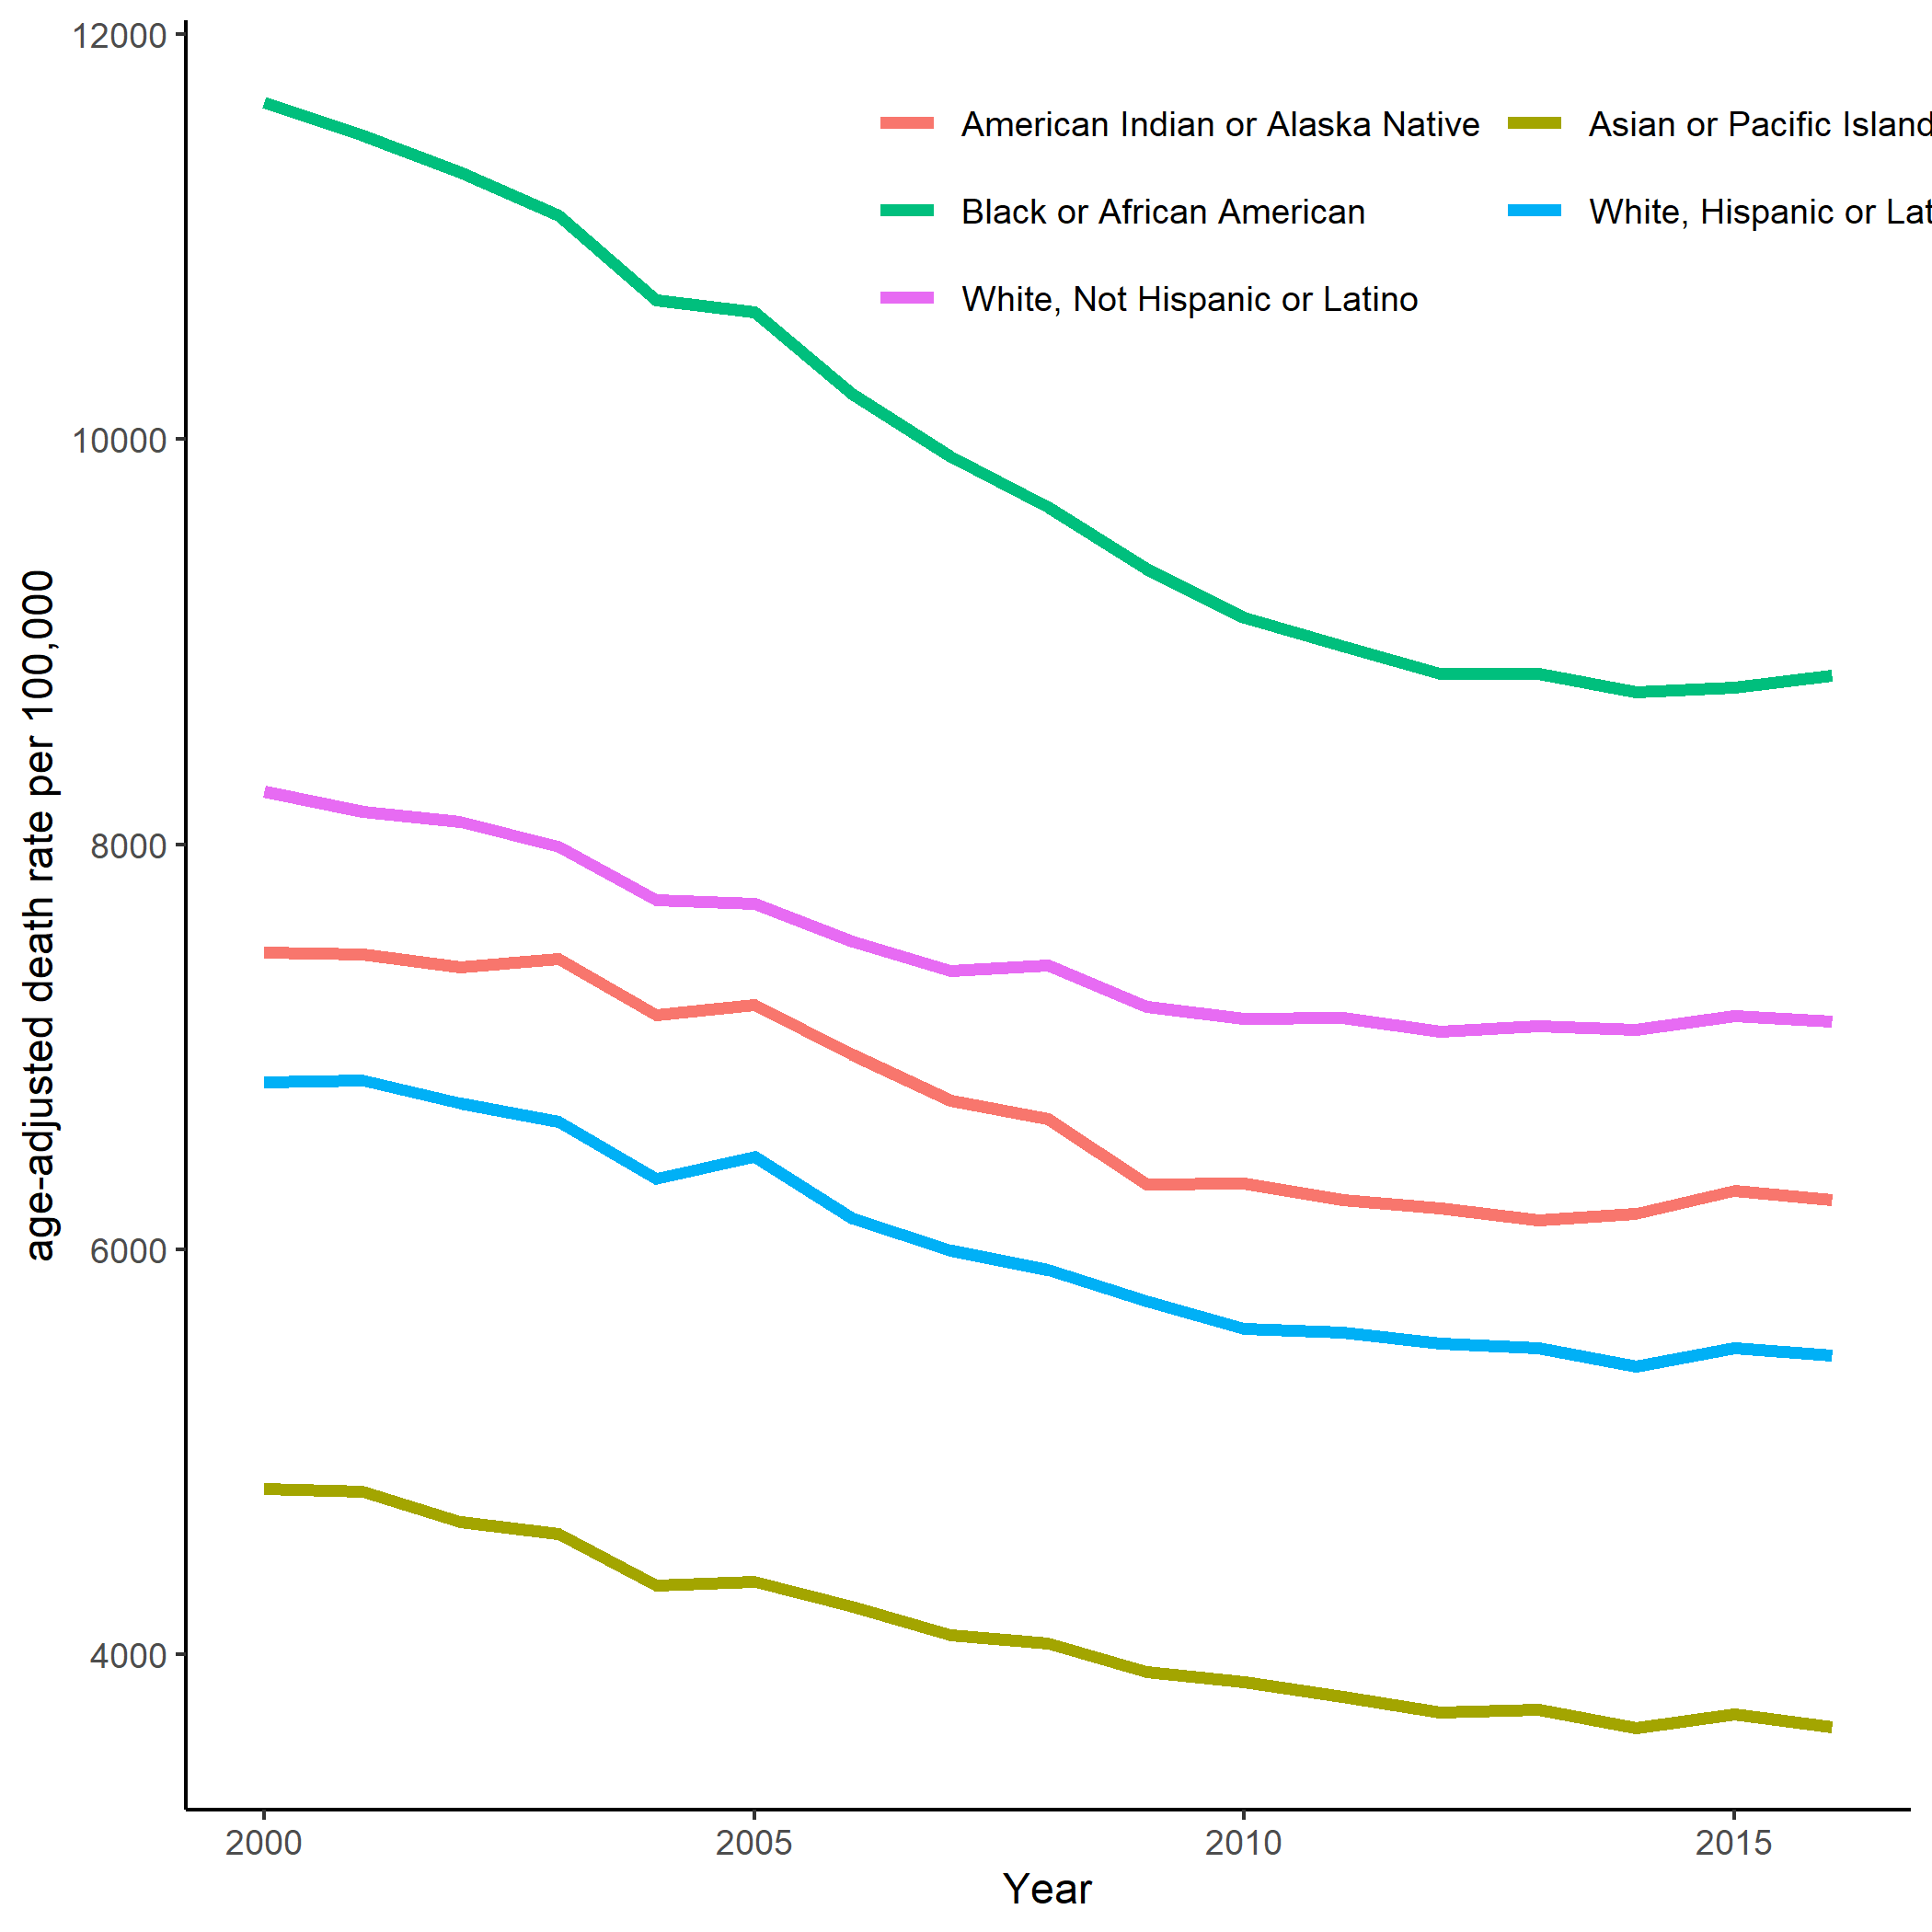 12000
10000
8000
6000
4000
age-adjusted death rate per 100,000
American Indian or Alaska Native
Asian or Pacific Island
Black or African American
White, Hispanic or Lat
White, Not Hispanic or Latino
2000
2005
2010
2015
Year